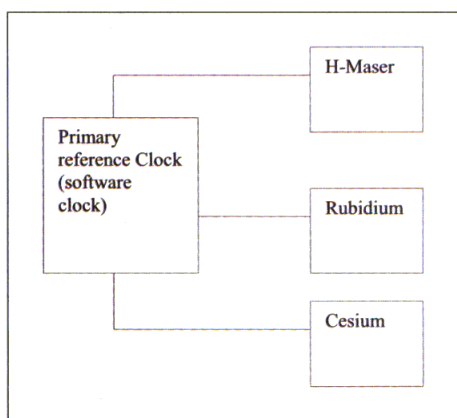 H-Maser
Primary
reference Clock
(software
clock)
Rubidium
Cesium